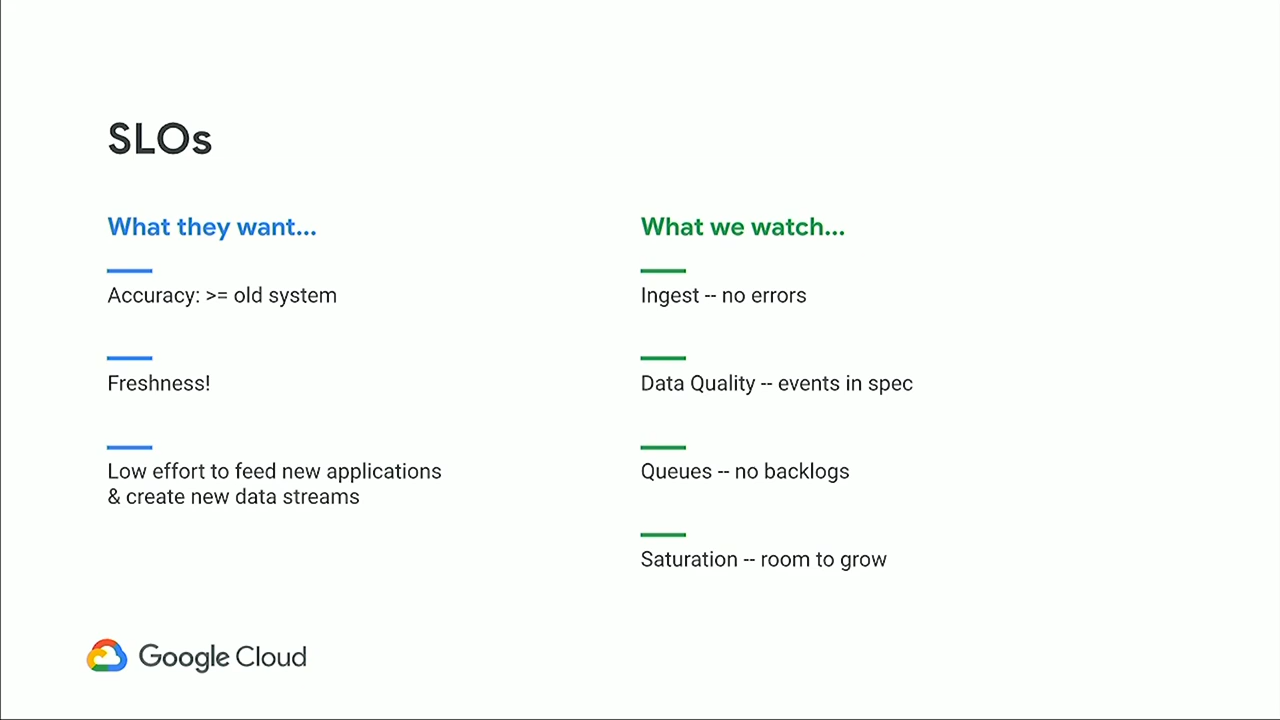 SLOs
What they want...
Accuracy: >= old system
Freshness!
Low effort to feed new applications
& create new data streams
What we watch...
Ingest -- no errors
Data Quality -- events in spec
Queues -- no backlogs
Saturation -- room to grow
Google Cloud